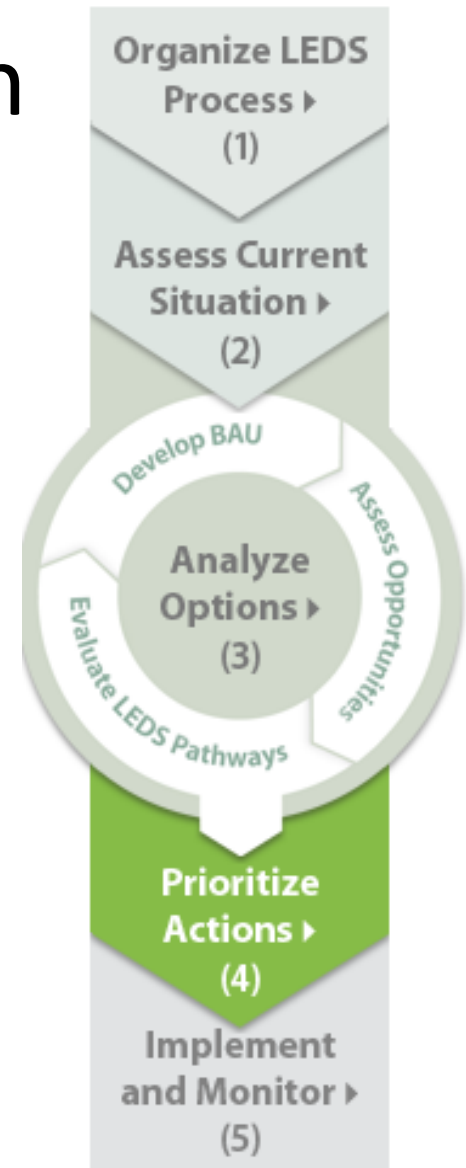 n
Organize LEDS
Process ▸
(1)
Assess Current
Situation ▸
(2)
Develop BAU
Assess Opportunities
Evaluate LEDS Pathways
Analyze
Options ▸
(3)
Prioritize
Actions ▸
(4)
Implement
and Monitor ▸
(5)